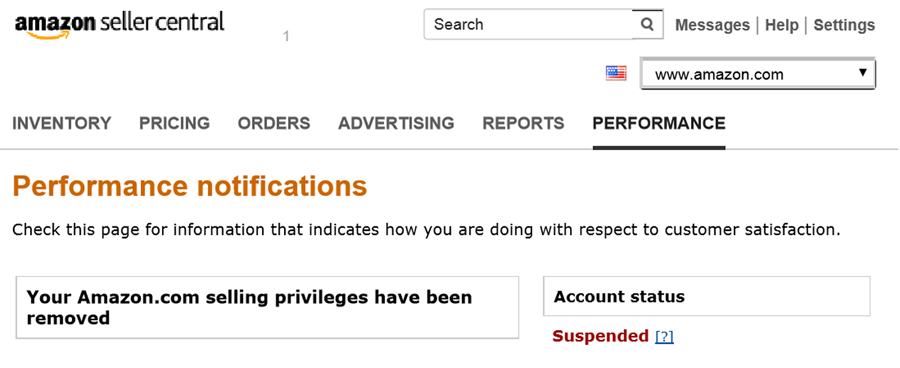 amazon seller central
1
Search
Messages | Help | Settings
www.amazon.com
INVENTORY PRICING ORDERS ADVERTISING REPORTS PERFORMANCE
Performance notifications
Check this page for information that indicates how you are doing with respect to customer satisfaction.
Your Amazon.com selling privileges have been
removed
Account status
Suspended [?]